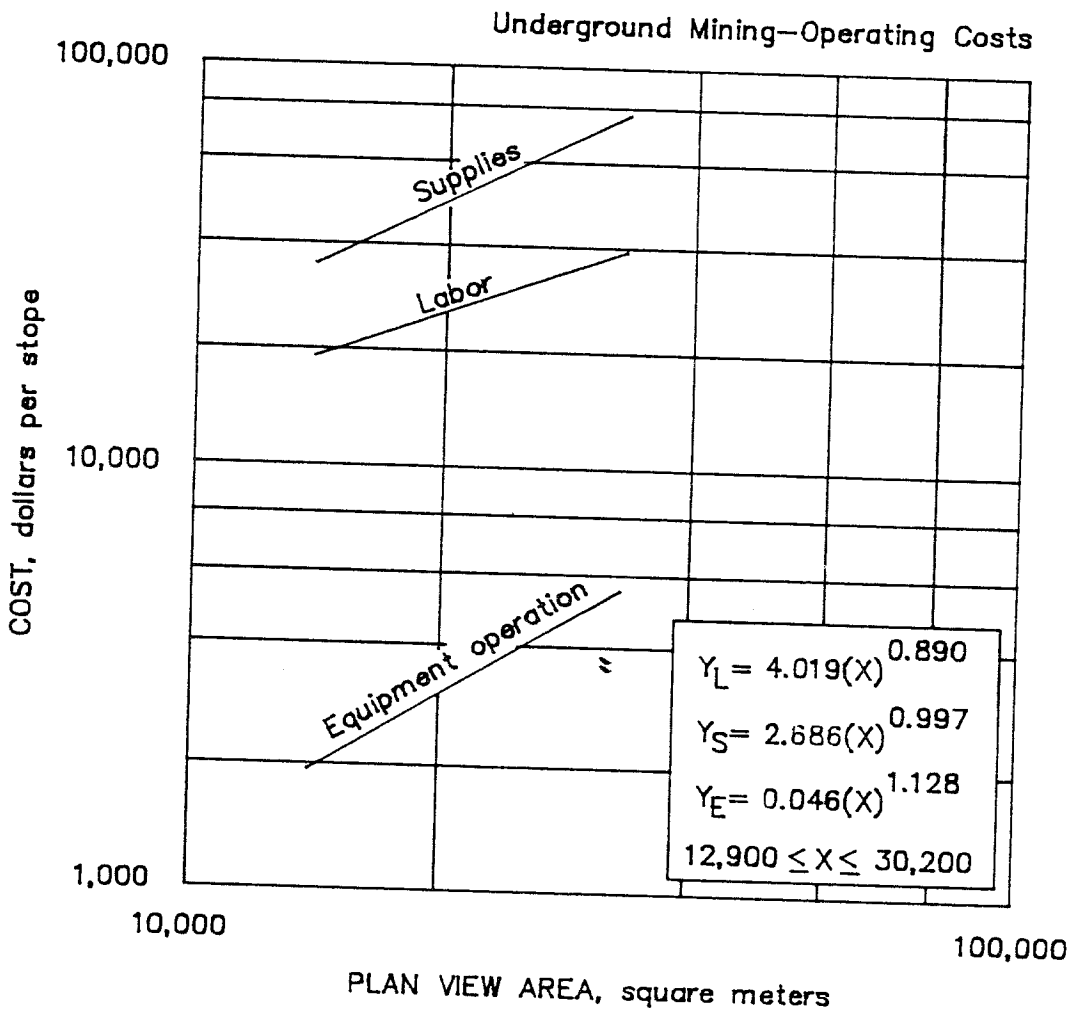 Underground Mining—Operating Costs
100,000
Supplies
Labor
10,000
Equipment operation
1,000
10,000
100,000
COST, dollars per stope
PLAN VIEW AREA, square meters
Y_L= 4.019(X)^0.890
Y_S= 2.686(X)^0.997
Y_E= 0.046(X)^1.128
12,900 ≤ X ≤ 30,200